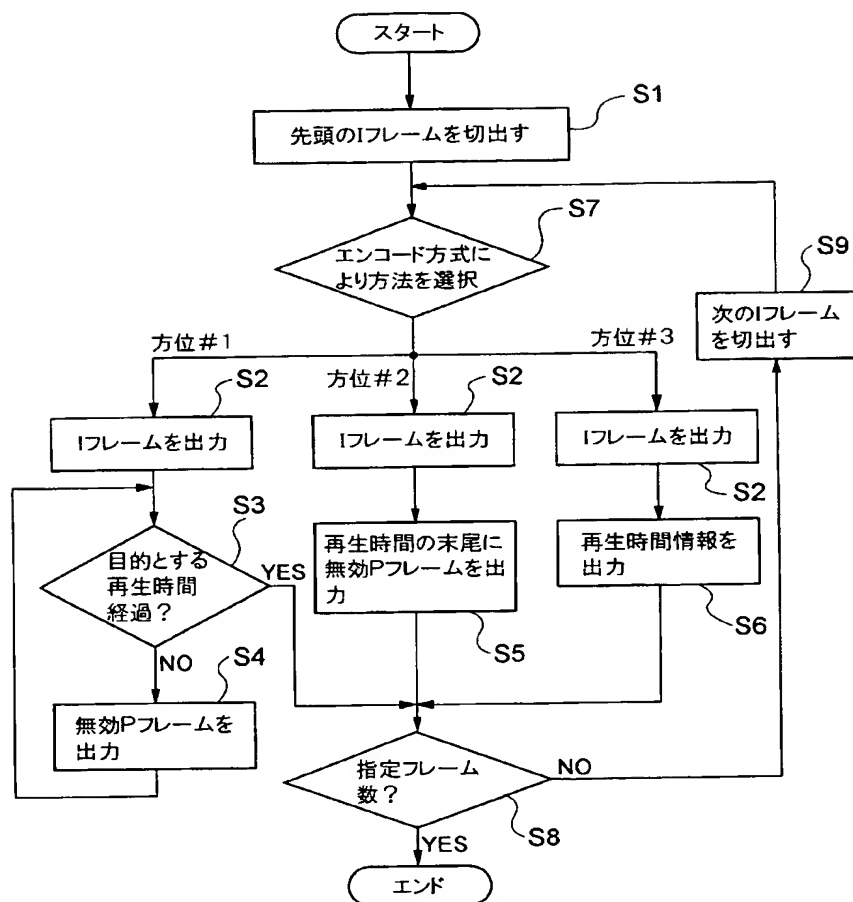 スタート
S1
先頭のIフレームを切出す
S7
エンコード方式に
より方法を選択
S9
次のIフレーム
を切出す
方位#1
方位#2
方位#3
S2
Iフレームを出力
S2
Iフレームを出力
Iフレームを出力
S2
S3
目的とする
再生時間
経過?
YES
NO
再生時間の末尾に
無効Pフレームを出
力
S5
再生時間情報を
出力
S6
S4
無効Pフレームを
出力
指定フレーム
数?
NO
S8
YES
エンド